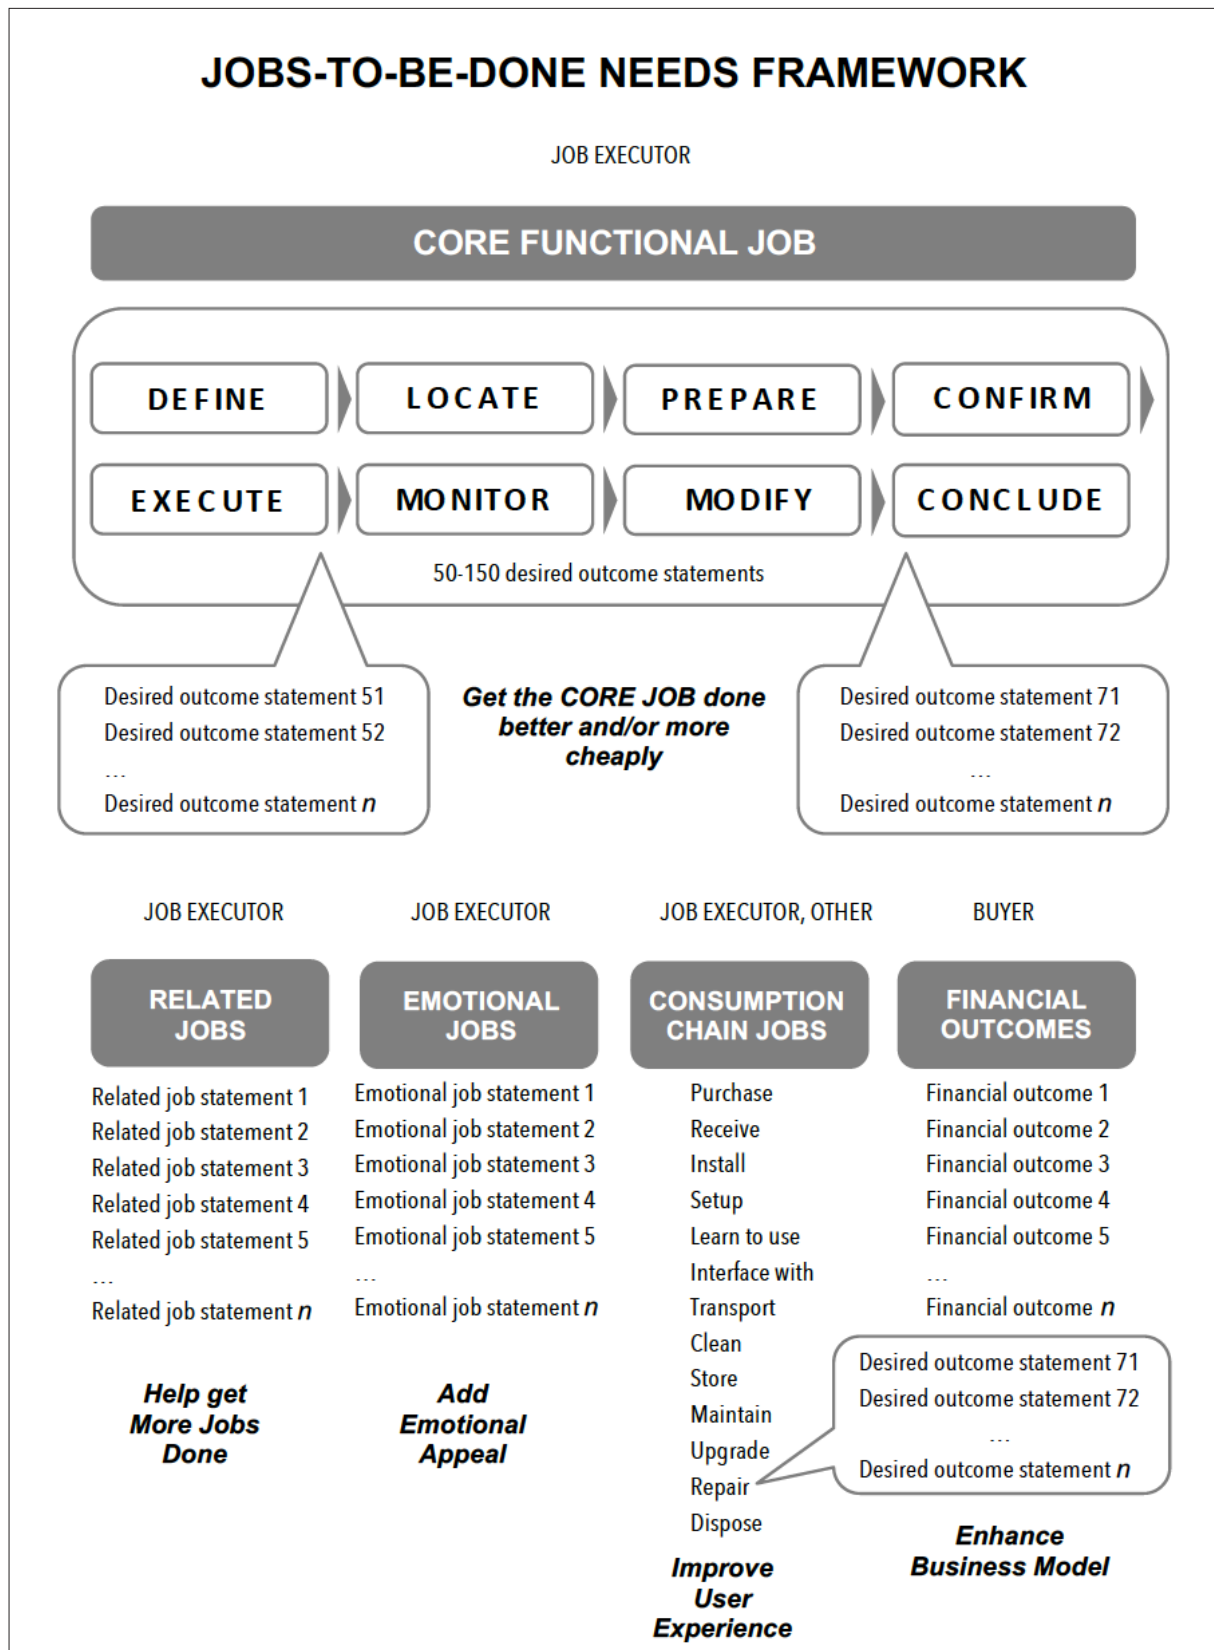 JOBS-TO-BE-DONE NEEDS FRAMEWORK
JOB EXECUTOR
CORE FUNCTIONAL JOB
DEFINE
LOCATE
PREPARE
CONFIRM
EXECUTE
MONITOR
MODIFY
CONCLUDE
50-150 desired outcome statements
Desired outcome statement 51
Desired outcome statement 52
...
Desired outcome statement n
Get the CORE JOB done
better and/or more
cheaply
Desired outcome statement 71
Desired outcome statement 72
...
Desired outcome statement n
JOB EXECUTOR
RELATED
JOBS
Related job statement 1
Related job statement 2
Related job statement 3
Related job statement 4
Related job statement 5
...
Related job statement n
Help get
More Jobs
Done
JOB EXECUTOR
EMOTIONAL
JOBS
Emotional job statement 1
Emotional job statement 2
Emotional job statement 3
Emotional job statement 4
Emotional job statement 5
...
Emotional job statement n
Add
Emotional
Appeal
JOB EXECUTOR, OTHER
CONSUMPTION
CHAIN JOBS
Purchase
Receive
Install
Setup
Learn to use
Interface with
Transport
Clean
Store
Maintain
Upgrade
Repair
Dispose
Improve
User
Experience
BUYER
FINANCIAL
OUTCOMES
Financial outcome 1
Financial outcome 2
Financial outcome 3
Financial outcome 4
Financial outcome 5
...
Financial outcome n
Desired outcome statement 71
Desired outcome statement 72
...
Desired outcome statement n
Enhance
Business Model